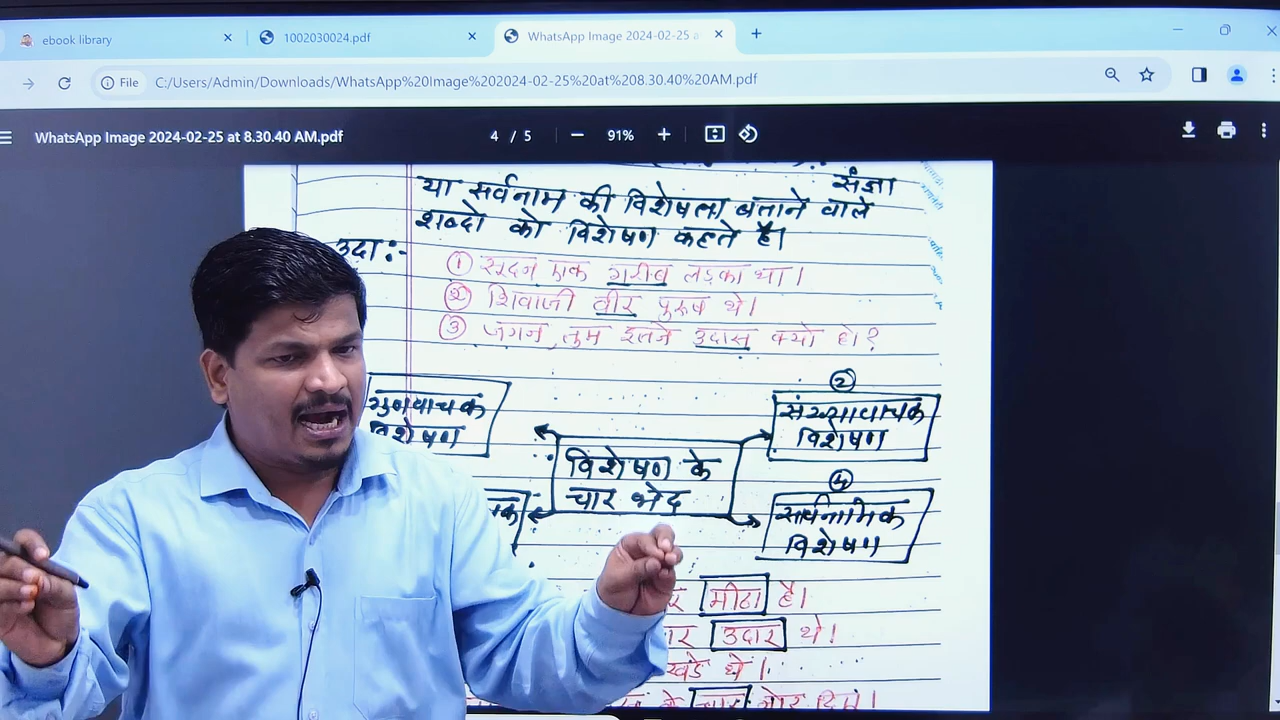 ebook library
1002030024.pdf
WhatsApp Image 2024-02-25 a
File
C:/Users/Admin/Downloads/WhatsApp%20Image%202024-02-25%20at%208.30.40%20AM.pdf
WhatsApp Image 2024-02-25 at 8.30.40 AM.pdf
4 / 5
91%
संज्ञा
या सर्वनाम की विशेषता बताने वाले
शब्दो को विशेषण कहते है।
उदा:-
① सूदन एक गरीब लड़का था।
② शिवाजी वीर पुरूष थे।
③ जगन, तुम इतने उदास क्यो हो?
गुणवाचक
विशेषण
②
संख्यावाचक
विशेषण
विशेषण के
चार भेद
④
सार्वनामिक
विशेषण
मीठा है।
उदार थे।
खडे थे।
चार मोर दिए।